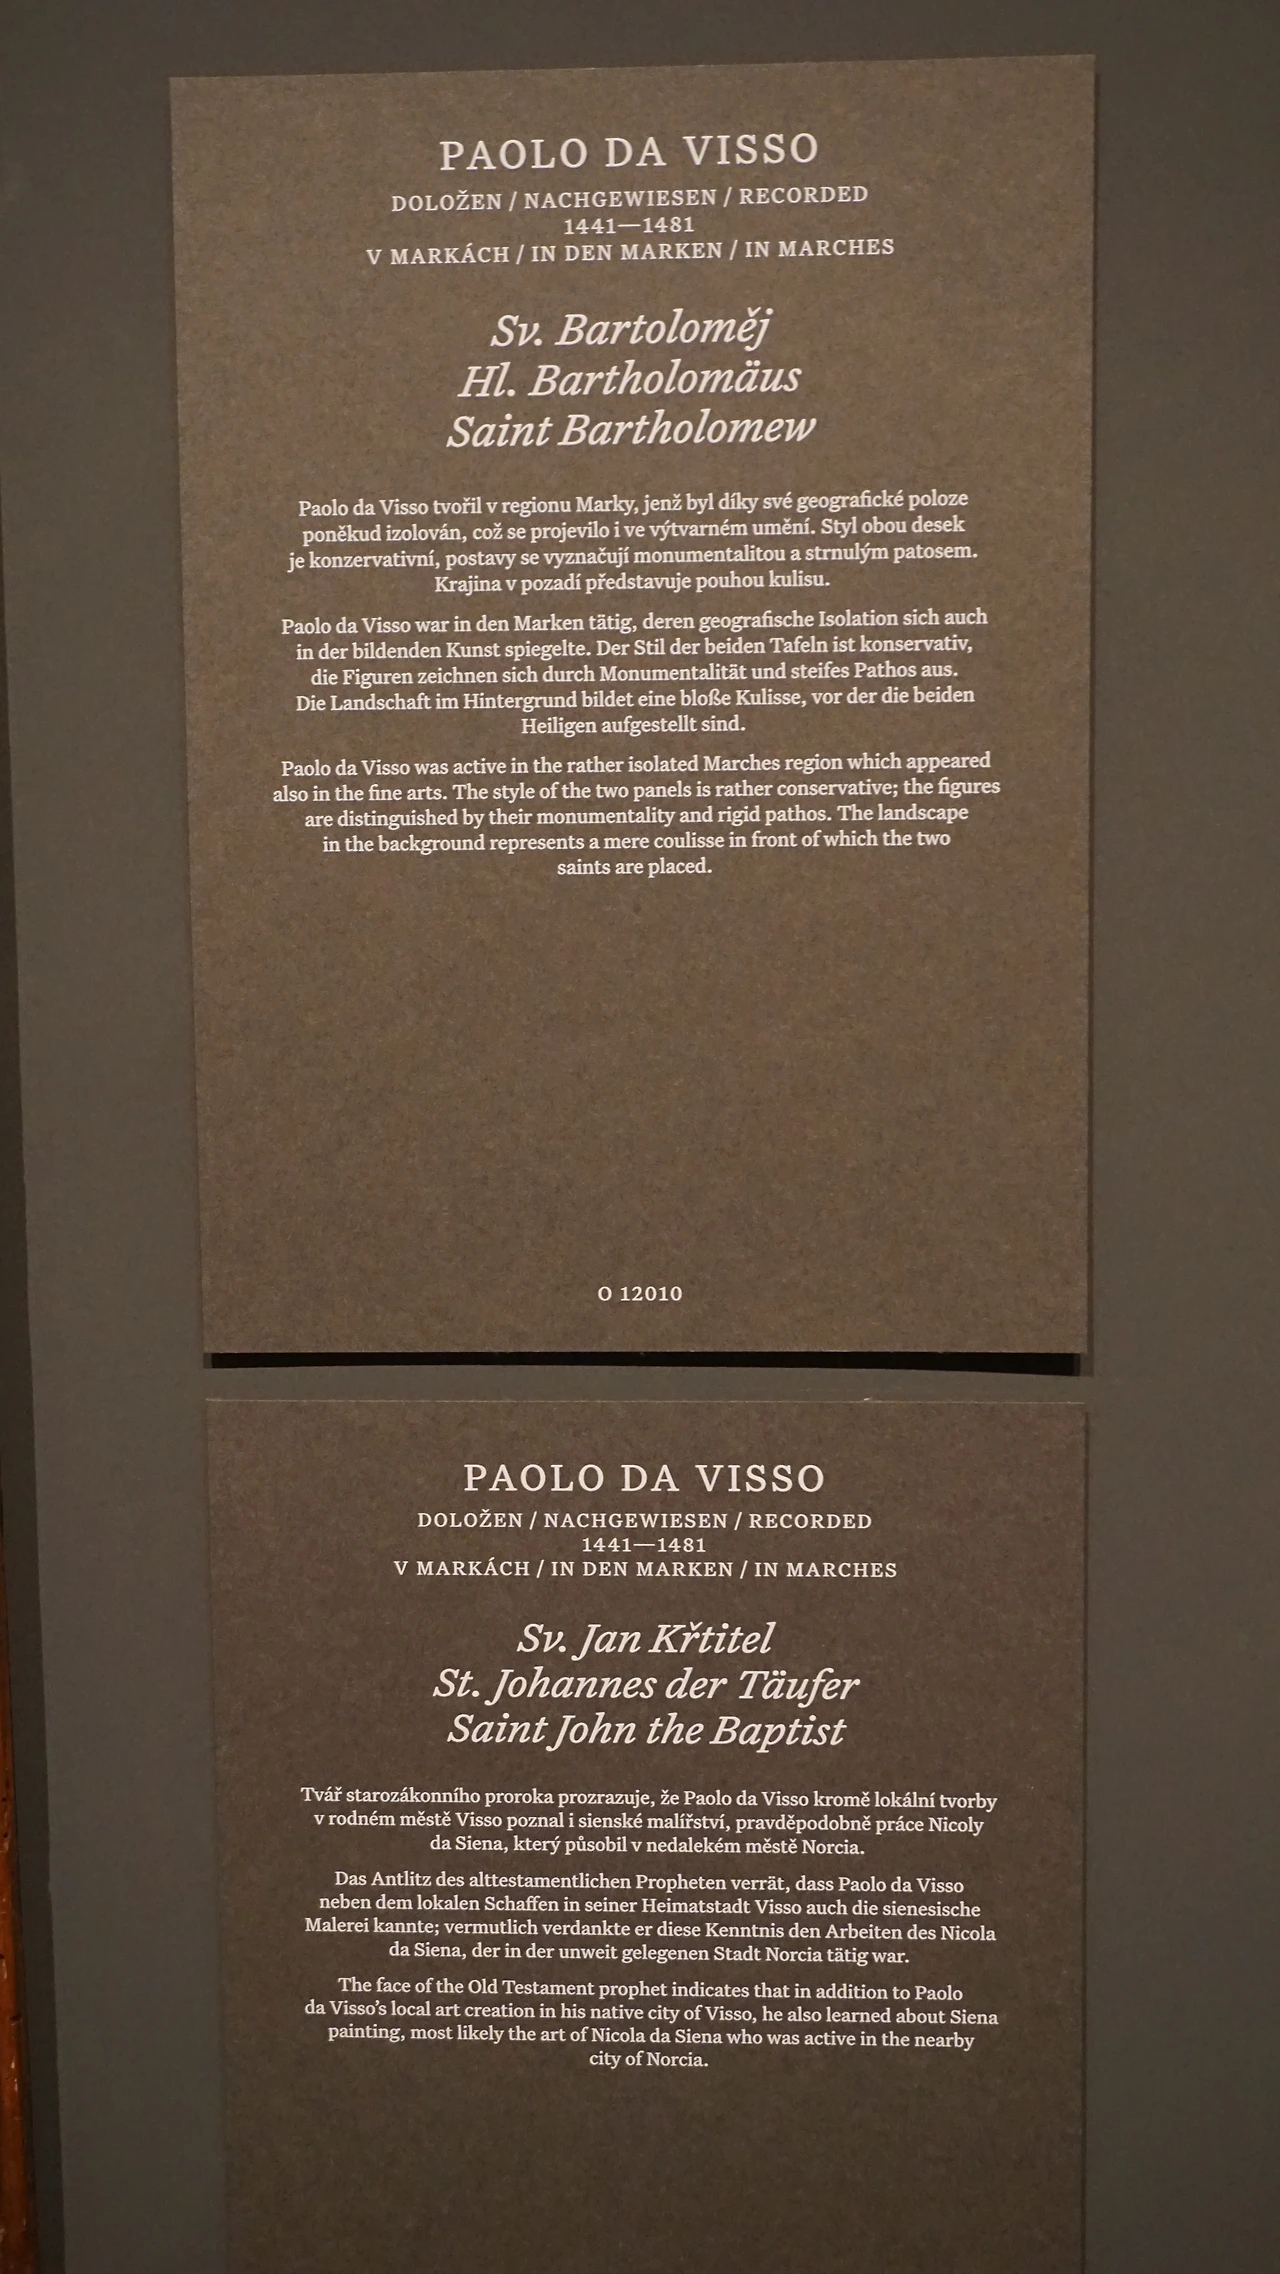 PAOLO DA VISSO
DOLOŽEN / NACHGEWIESEN / RECORDED
1441—1481
V MARKÁCH / IN DEN MARKEN / IN MARCHES
Sv. Bartoloměj
Hl. Bartholomäus
Saint Bartholomew
Paolo da Visso tvořil v regionu Marky, jenž byl díky své geografické poloze
poněkud izolován, což se projevilo i ve výtvarném umění. Styl obou desek
je konzervativní, postavy se vyznačují monumentalitou a strnulým patosem.
Krajina v pozadí představuje pouhou kulisu.
Paolo da Visso war in den Marken tätig, deren geografische Isolation sich auch
in der bildenden Kunst spiegelte. Der Stil der beiden Tafeln ist konservativ,
die Figuren zeichnen sich durch Monumentalität und steifes Pathos aus.
Die Landschaft im Hintergrund bildet eine bloße Kulisse, vor der die beiden
Heiligen aufgestellt sind.
Paolo da Visso was active in the rather isolated Marches region which appeared
also in the fine arts. The style of the two panels is rather conservative; the figures
are distinguished by their monumentality and rigid pathos. The landscape
in the background represents a mere coulisse in front of which the two
saints are placed.
O 12010
PAOLO DA VISSO
DOLOŽEN / NACHGEWIESEN / RECORDED
1441—1481
V MARKÁCH / IN DEN MARKEN / IN MARCHES
Sv. Jan Křtitel
St. Johannes der Täufer
Saint John the Baptist
Tvář starozákonního proroka prozrazuje, že Paolo da Visso kromě lokální tvorby
v rodném městě Visso poznal i sienské malířství, pravděpodobně práce Nicoly
da Siena, který působil v nedalekém městě Norcia.
Das Antlitz des alttestamentlichen Propheten verrät, dass Paolo da Visso
neben dem lokalen Schaffen in seiner Heimatstadt Visso auch die sienesische
Malerei kannte; vermutlich verdankte er diese Kenntnis den Arbeiten des Nicola
da Siena, der in der unweit gelegenen Stadt Norcia tätig war.
The face of the Old Testament prophet indicates that in addition to Paolo
da Visso's local art creation in his native city of Visso, he also learned about Siena
painting, most likely the art of Nicola da Siena who was active in the nearby
city of Norcia.